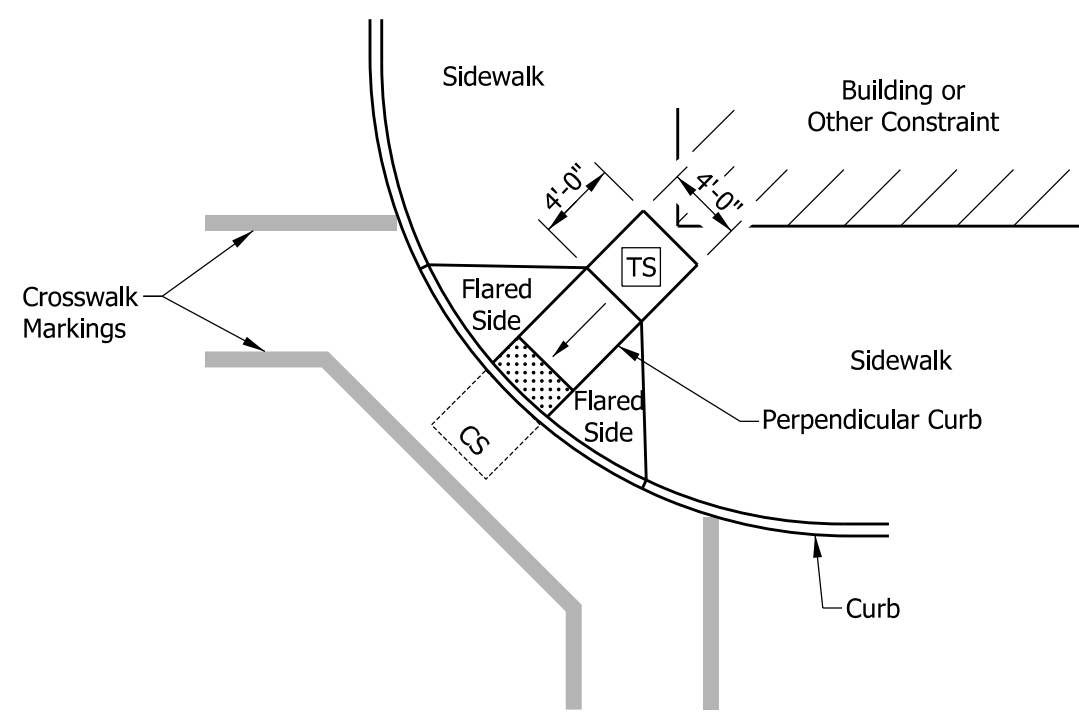 Sidewalk
Building or
Other Constraint
4'-0"
4'-0"
TS
Flared
Side
Crosswalk
Markings
Sidewalk
Flared
Side
Perpendicular Curb
CS
Curb